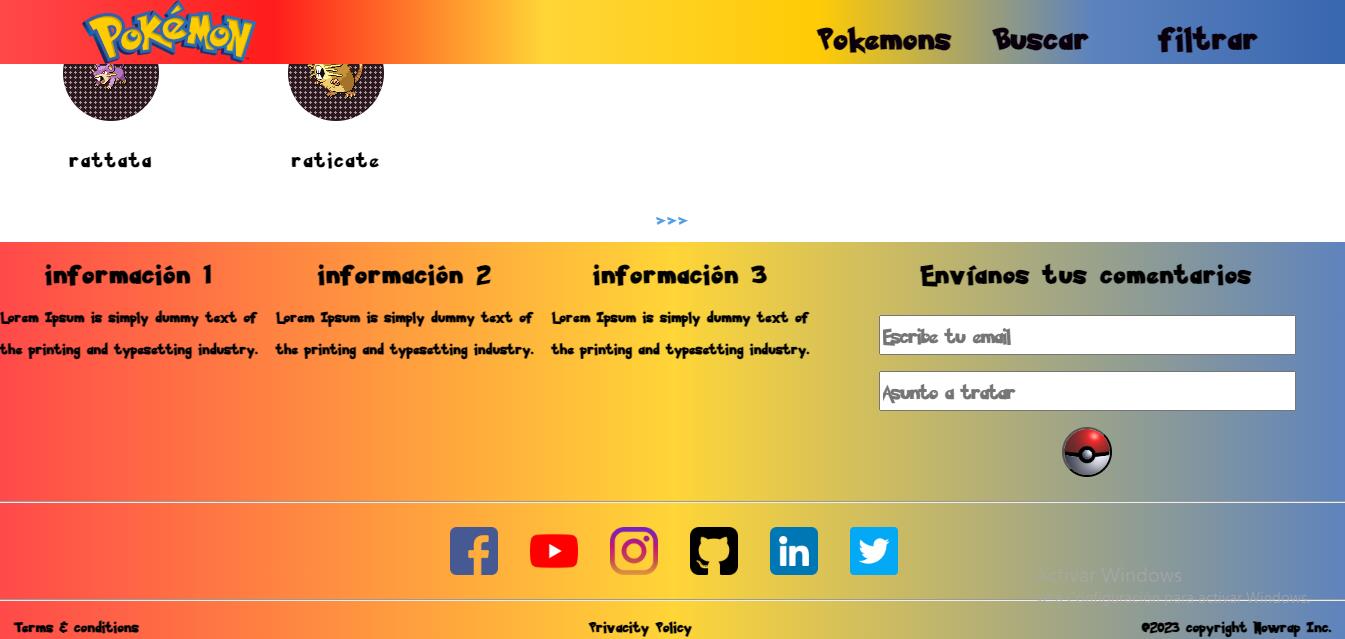 POKÉMON
Pokemons Buscar filtrar
rattata raticate
>>>
información 1 información 2 información 3 Envíanos tus comentarios
Lorem Ipsum is simply dummy text of Lorem Ipsum is simply dummy text of Lorem Ipsum is simply dummy text of
the printing and typesetting industry. the printing and typesetting industry. the printing and typesetting industry.
Escribe tu email
Asunto a tratar
in
Activar Windows
configuración para activar Windows.
Terms & conditions Privacity Policy ©2023 copyright Nowrap Inc.